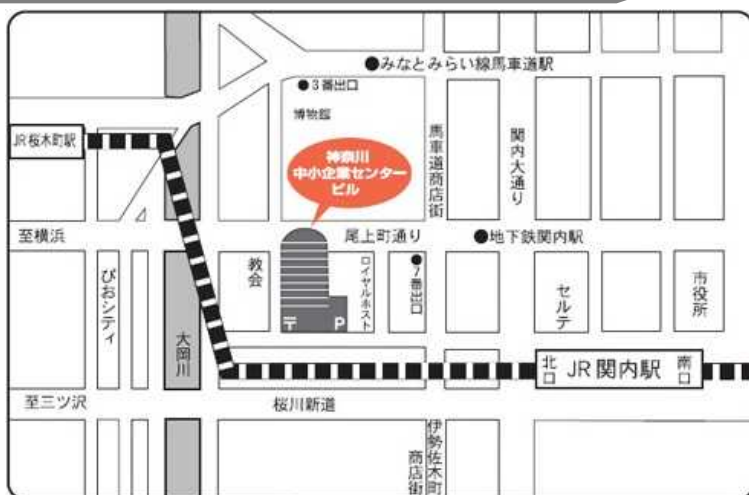 ●みなとみらい線馬車道駅
●3番出口
博物館
JR桜木町駅
神奈川
中小企業センター
ビル
馬車道商店街
関内大通り
至横浜
尾上町通り
●地下鉄関内駅
ぴおシティ
大岡川
教会
〒
P
ロイヤルホスト
●7番出口
セルテ
市役所
北口
JR関内駅
南口
至三ツ沢
桜川新道
伊勢佐木町
商店街